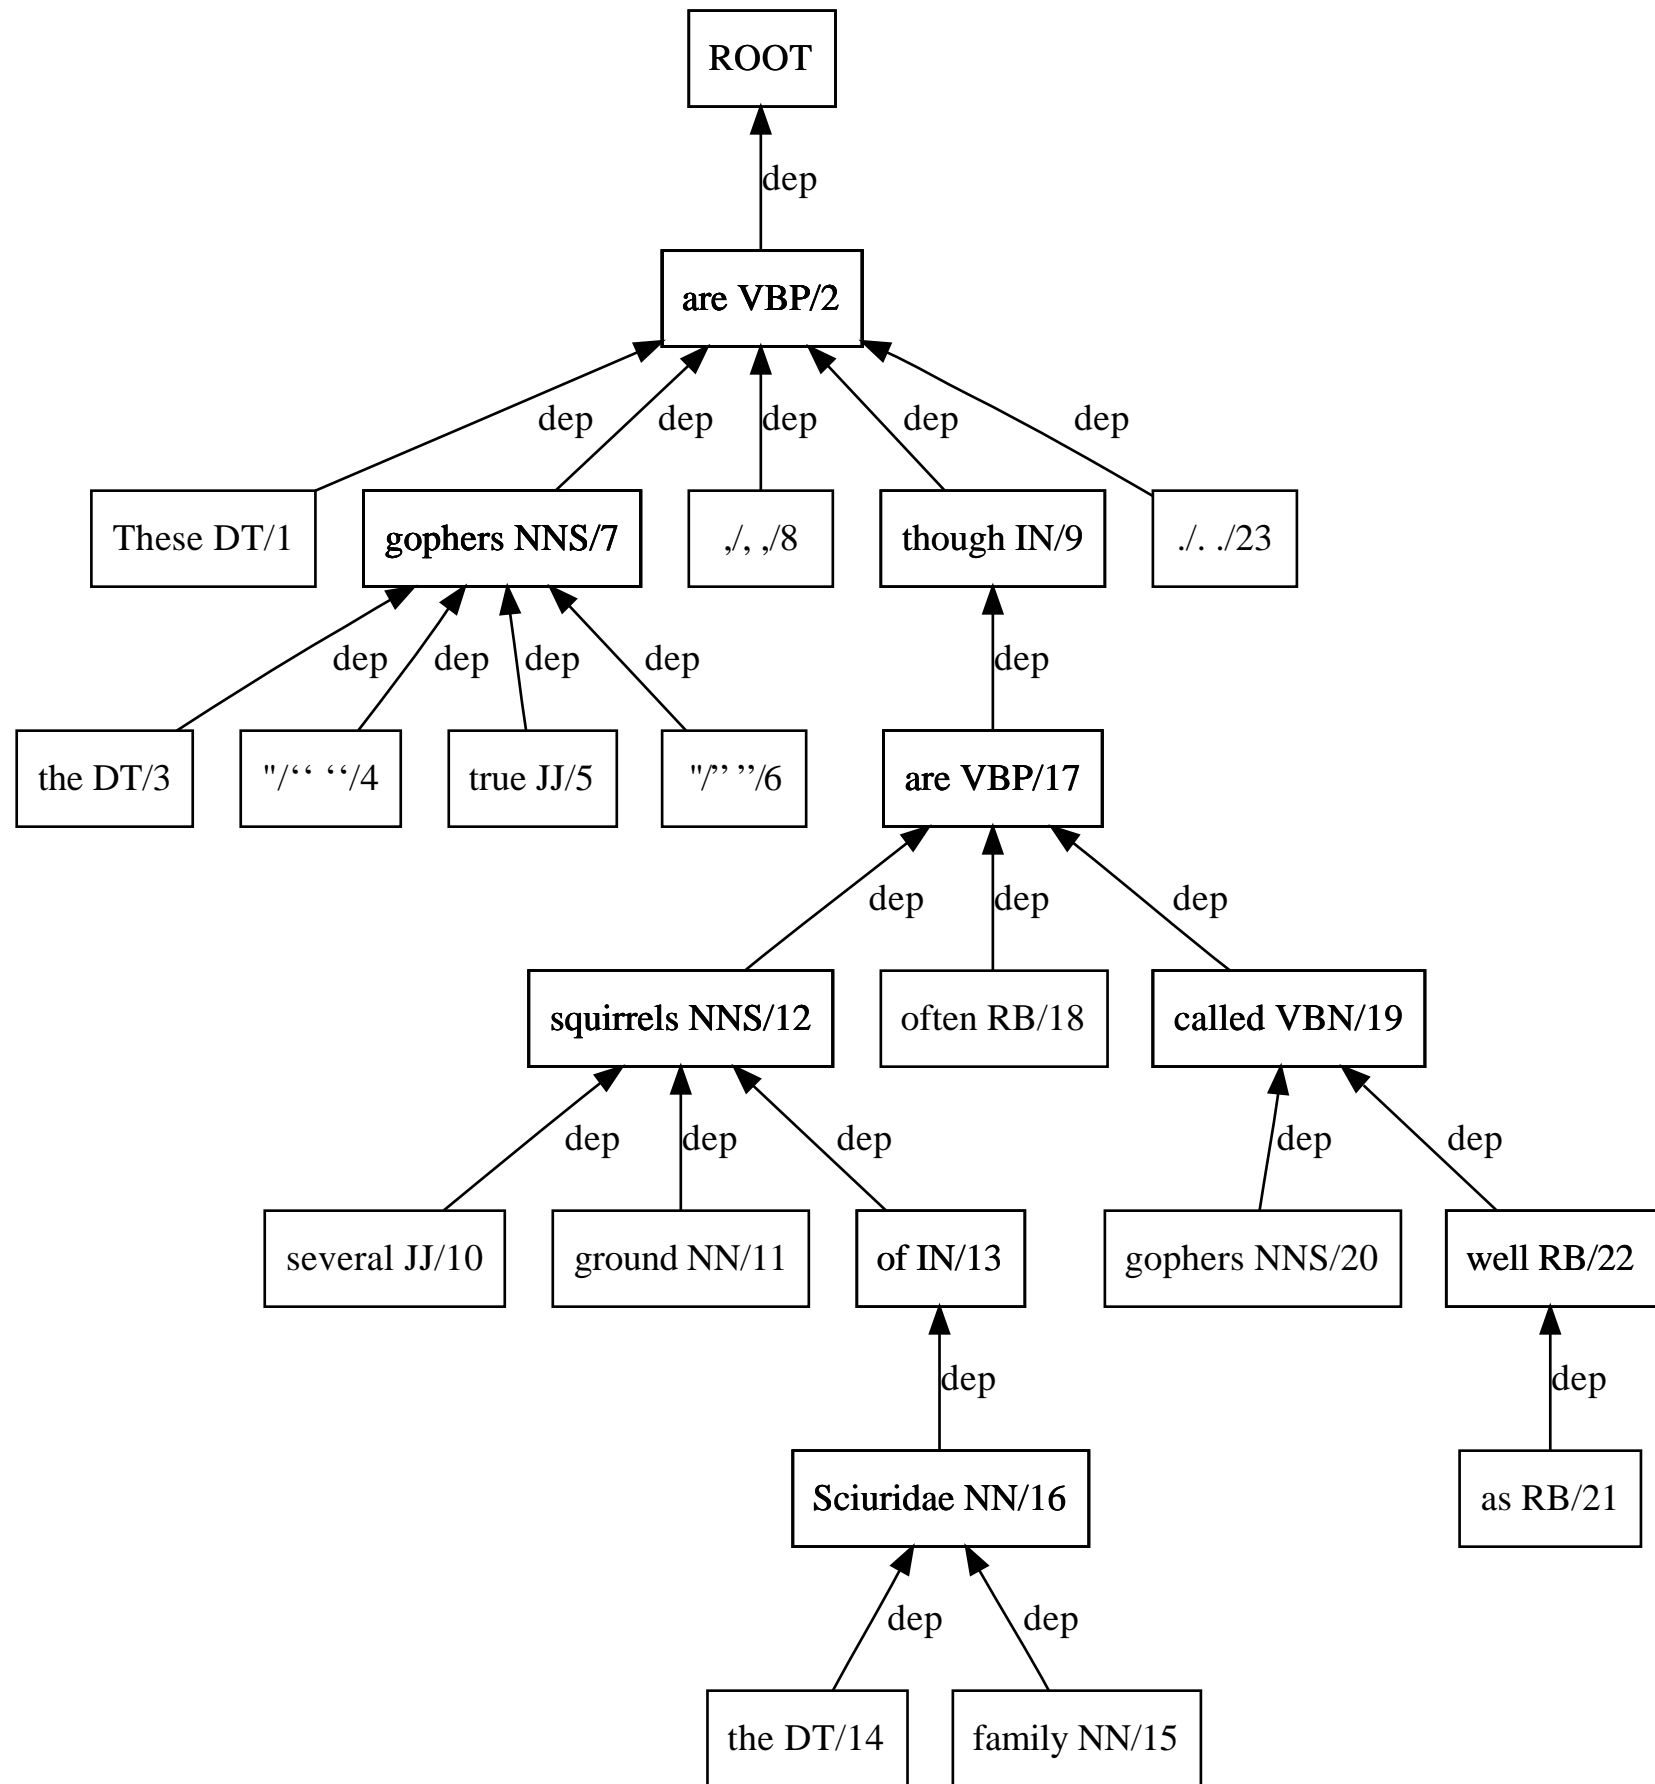 ROOT
dep
are VBP/2
dep dep dep dep dep
These DT/1 gophers NNS/7 ,/, ,/8 though IN/9 ./. ./23
dep dep dep dep dep
the DT/3 "/‘‘ ‘‘/4 true JJ/5 "/’’ ’’/6 are VBP/17
dep dep dep
squirrels NNS/12 often RB/18 called VBN/19
dep dep dep dep dep
several JJ/10 ground NN/11 of IN/13 gophers NNS/20 well RB/22
dep dep
Sciuridae NN/16 as RB/21
dep dep
the DT/14 family NN/15